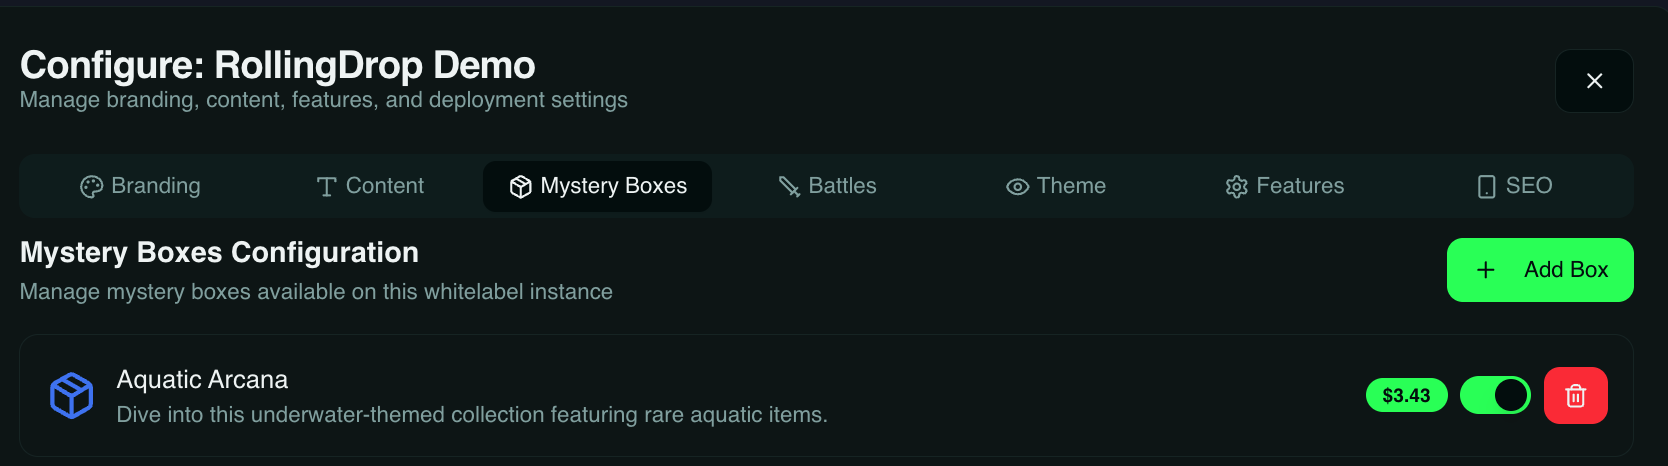 Configure: RollingDrop Demo
Manage branding, content, features, and deployment settings
Branding
Content
Mystery Boxes
Battles
Theme
Features
SEO
Mystery Boxes Configuration
Manage mystery boxes available on this whitelabel instance
Add Box
Aquatic Arcana
Dive into this underwater-themed collection featuring rare aquatic items.
$3.43